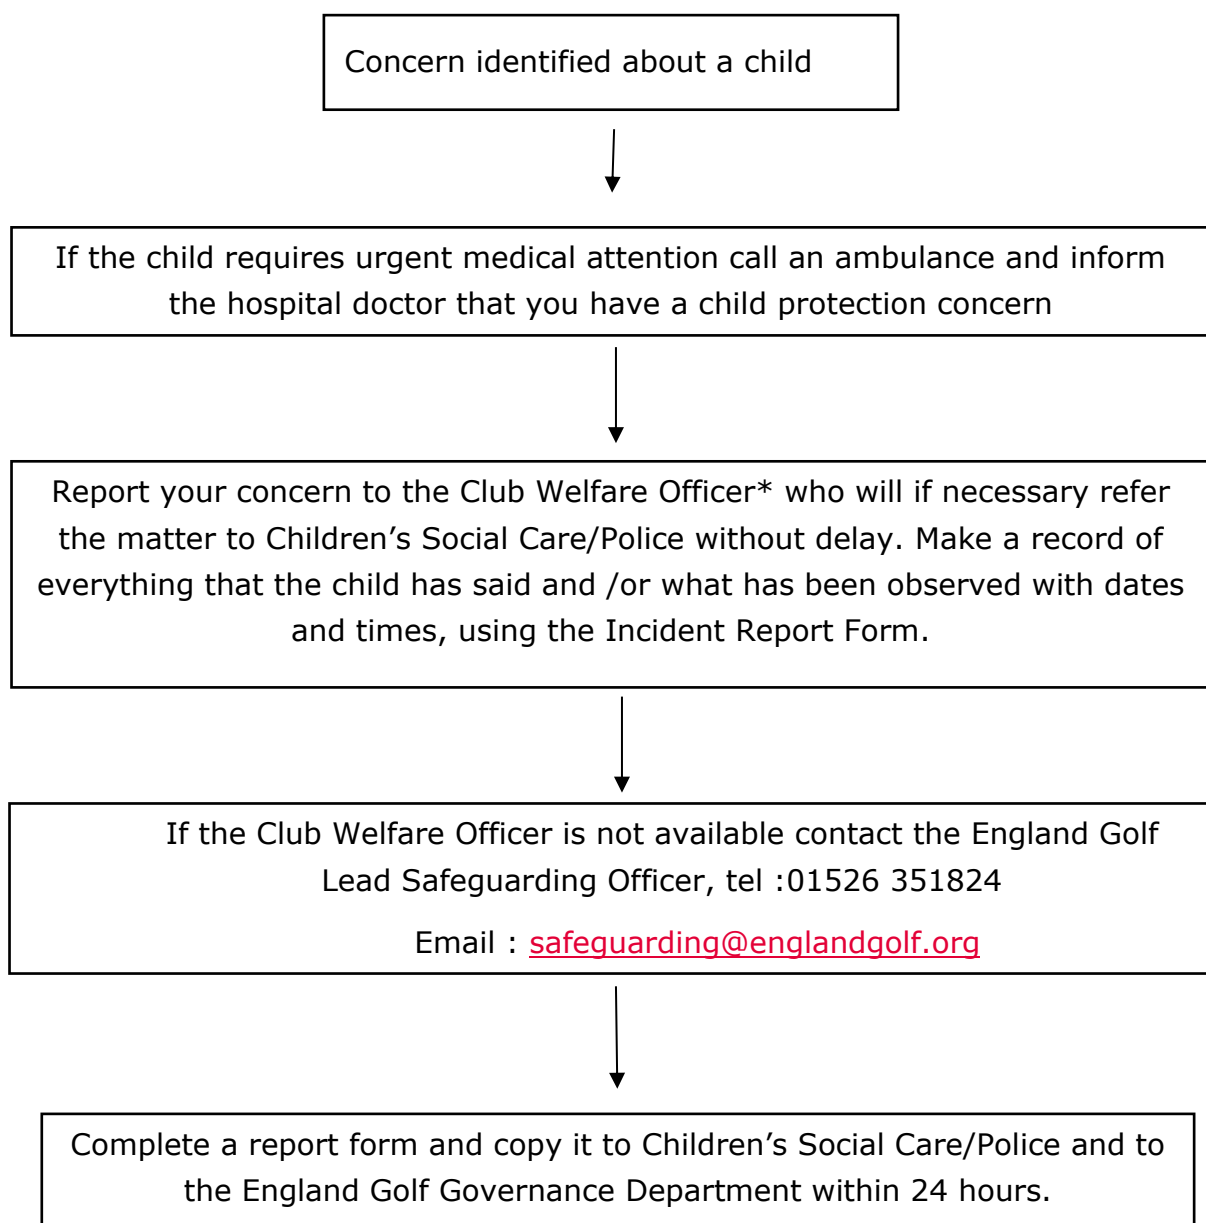 Concern identified about a child
If the child requires urgent medical attention call an ambulance and inform
the hospital doctor that you have a child protection concern
Report your concern to the Club Welfare Officer* who will if necessary refer
the matter to Children’s Social Care/Police without delay. Make a record of
everything that the child has said and /or what has been observed with dates
and times, using the Incident Report Form.
If the Club Welfare Officer is not available contact the England Golf
Lead Safeguarding Officer, tel :01526 351824
Email : safeguarding@englandgolf.org
Complete a report form and copy it to Children’s Social Care/Police and to
the England Golf Governance Department within 24 hours.